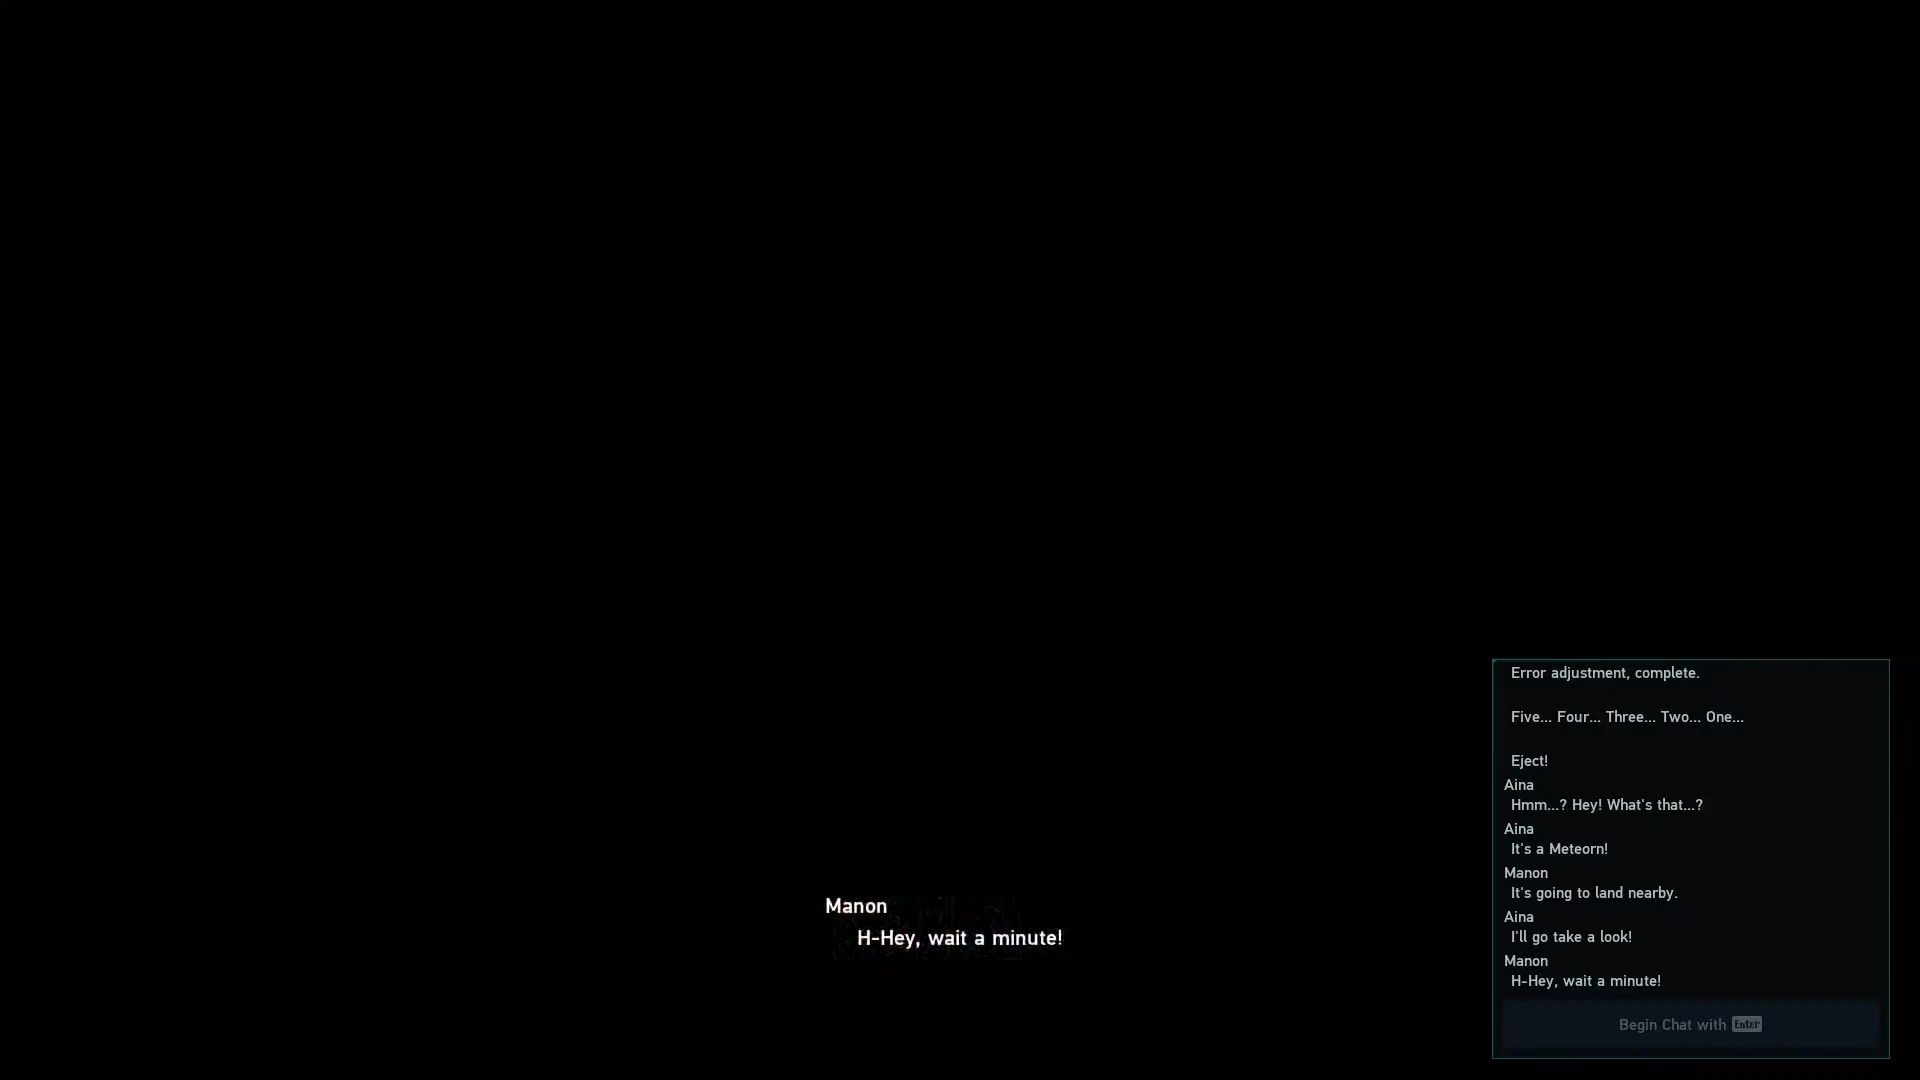 Error adjustment, complete.
Five... Four... Three... Two... One...
Eject!
Aina
Hmm...? Hey! What's that...?
Aina
It's a Meteorn!
Manon
It's going to land nearby.
Aina
I'll go take a look!
Manon
H-Hey, wait a minute!
Begin Chat with Enter
Manon
H-Hey, wait a minute!